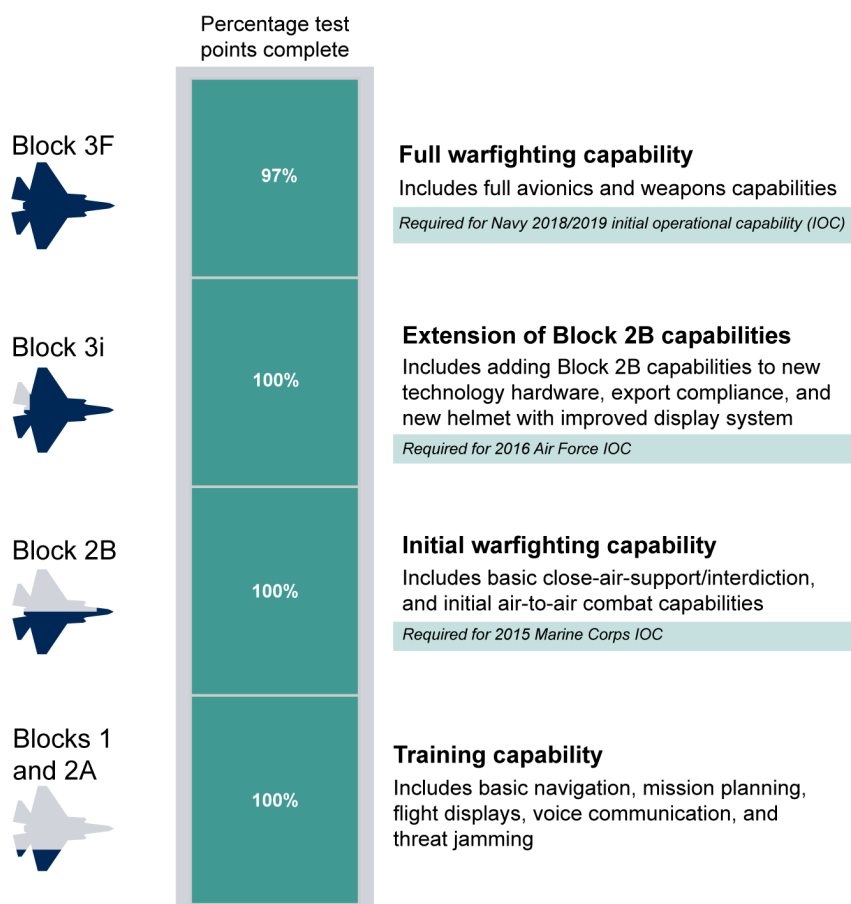 Percentage test
points complete
Block 3F
97%
Full warfighting capability
Includes full avionics and weapons capabilities
Required for Navy 2018/2019 initial operational capability (IOC)
Block 3i
100%
Extension of Block 2B capabilities
Includes adding Block 2B capabilities to new
technology hardware, export compliance, and
new helmet with improved display system
Required for 2016 Air Force IOC
Block 2B
100%
Initial warfighting capability
Includes basic close-air-support/interdiction,
and initial air-to-air combat capabilities
Required for 2015 Marine Corps IOC
Blocks 1
and 2A
100%
Training capability
Includes basic navigation, mission planning,
flight displays, voice communication, and
threat jamming